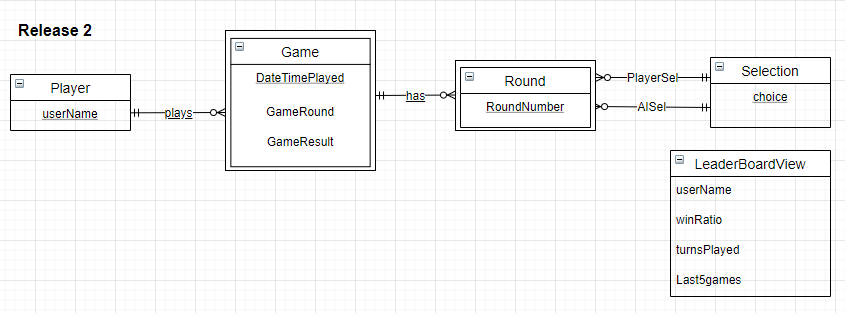 Release 2
Player
userName
plays
Game
DateTimePlayed
GameRound
GameResult
has
Round
RoundNumber
PlayerSel
AISel
Selection
choice
LeaderBoardView
userName
winRatio
turnsPlayed
Last5games